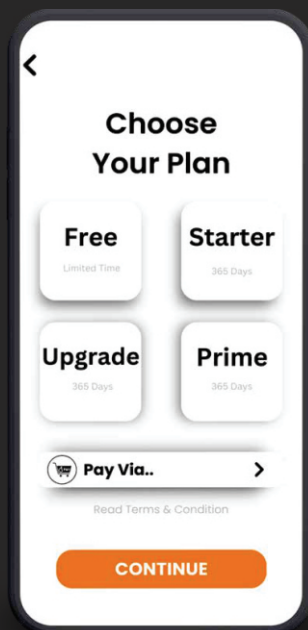 Choose
Your Plan
Free
Limited Time
Starter
365 Days
Upgrade
365 Days
Prime
365 Days
Pay Via..
Read Terms & Condition
CONTINUE